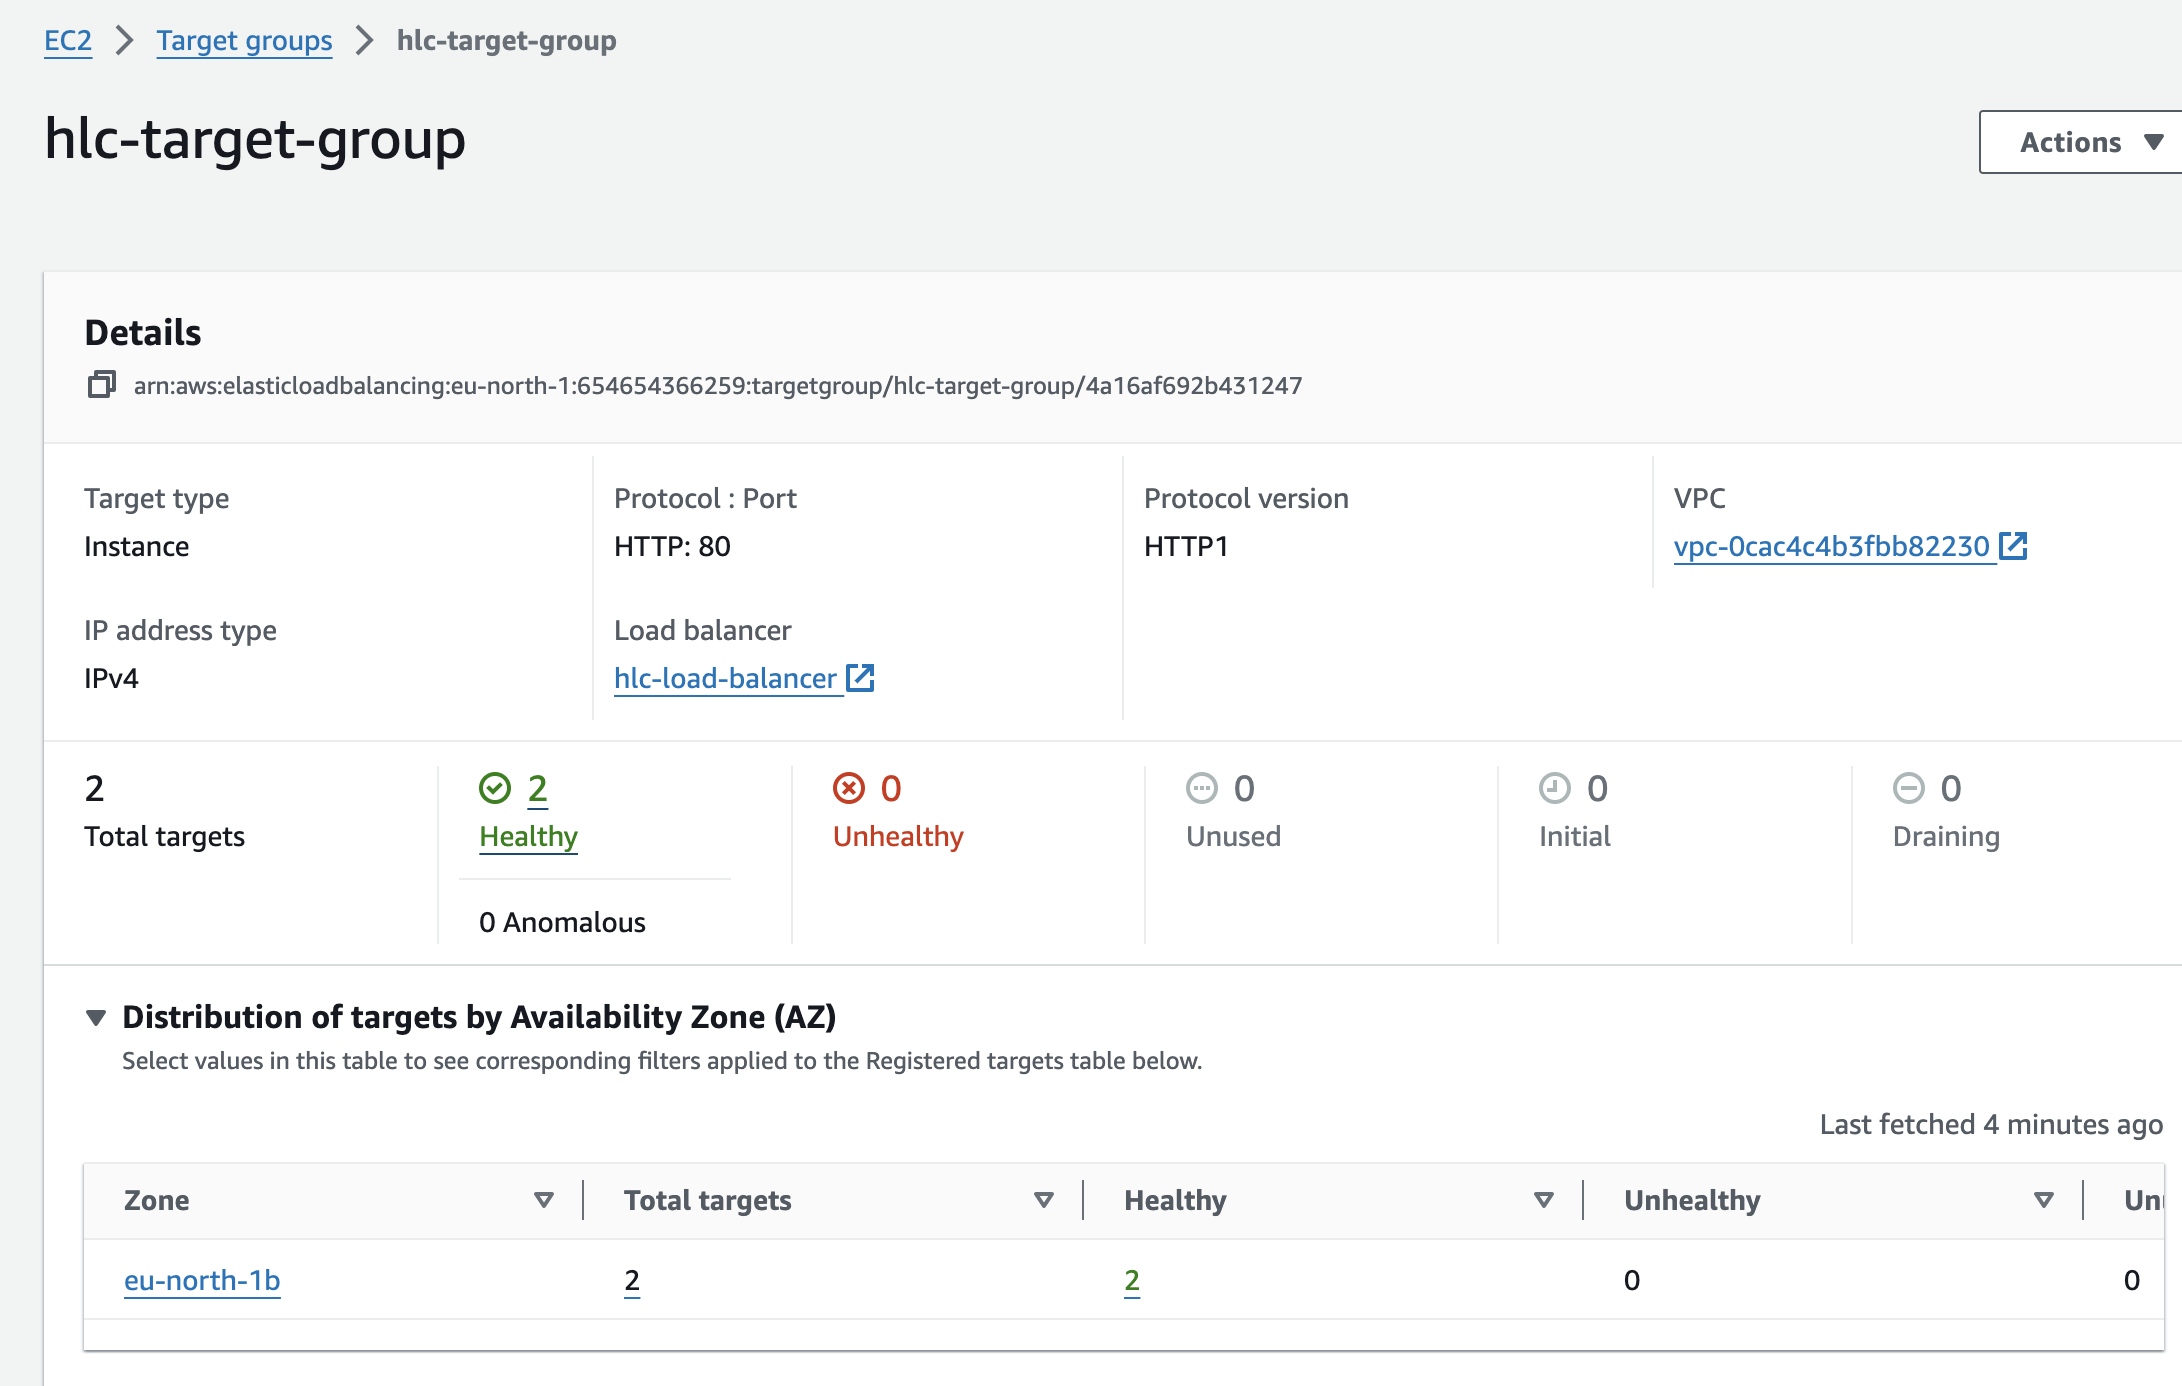 EC2 > Target groups > hlc-target-group
hlc-target-group
Actions
Details
arn:aws:elasticloadbalancing:eu-north-1:654654366259:targetgroup/hlc-target-group/4a16af692b431247
Target type
Instance
Protocol : Port
HTTP: 80
Protocol version
HTTP1
VPC
vpc-0cac4c4b3fbb82230
IP address type
IPv4
Load balancer
hlc-load-balancer
2
Total targets
2
Healthy
0 Anomalous
0
Unhealthy
0
Unused
0
Initial
0
Draining
Distribution of targets by Availability Zone (AZ)
Select values in this table to see corresponding filters applied to the Registered targets table below.
Last fetched 4 minutes ago
Zone Total targets Healthy Unhealthy
eu-north-1b 2 2 0 0